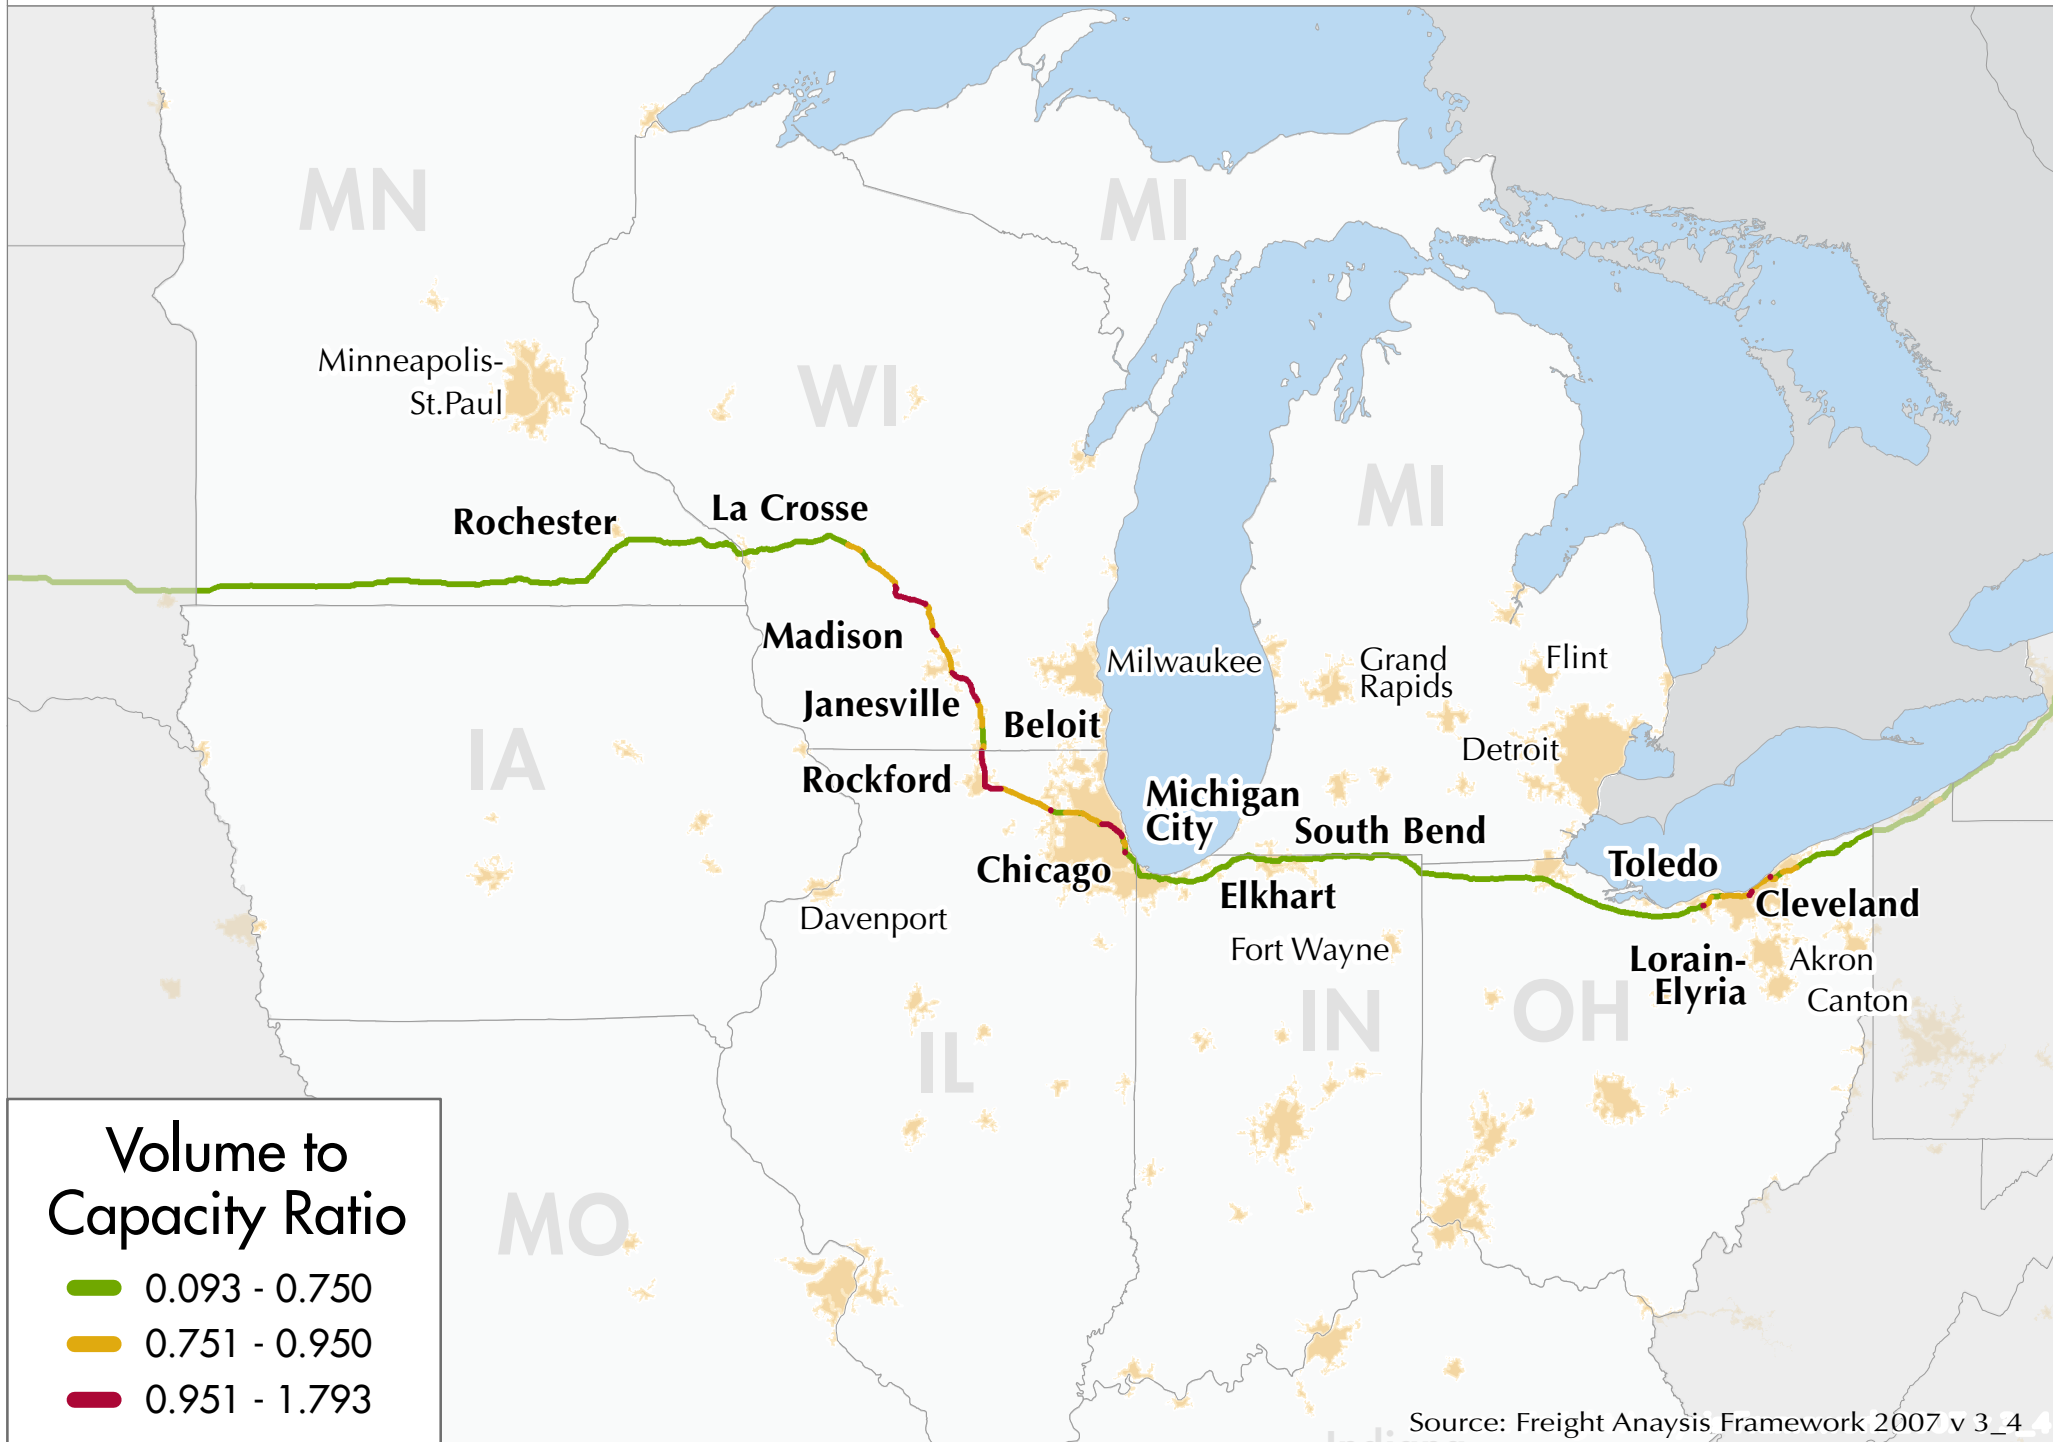 MN
MI
Minneapolis-
St.Paul
WI
MI
Rochester
La Crosse
Madison
Milwaukee
Grand
Rapids
Flint
Janesville
Beloit
Detroit
IA
Rockford
Michigan
City
South Bend
Chicago
Toledo
Elkhart
Cleveland
Davenport
Fort Wayne
Lorain-
Elyria
Akron
Canton
IN
OH
IL
MO
Volume to
Capacity Ratio
0.093 - 0.750
0.751 - 0.950
0.951 - 1.793
Source: Freight Anaysis Framework 2007 v 3_4